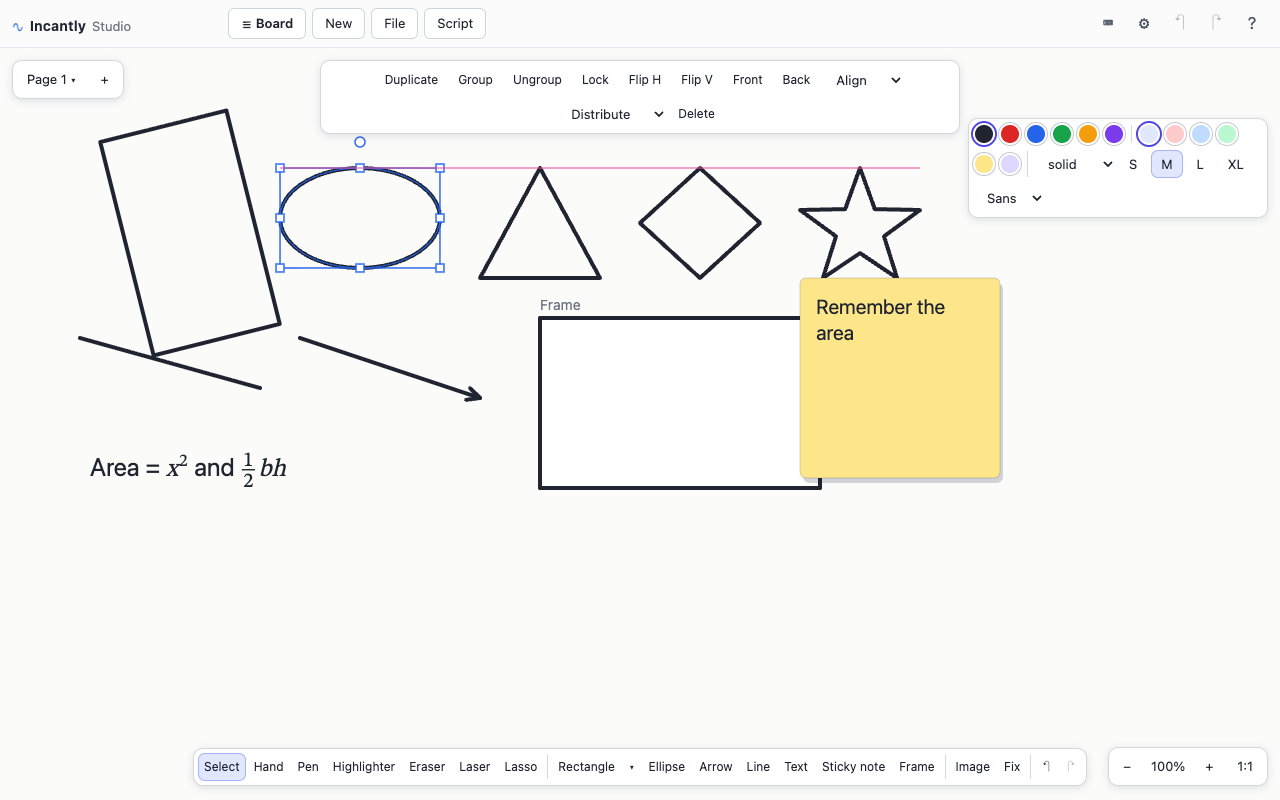 Incantly Studio
≡ Board New File Script ?
Page 1 +
Duplicate Group Ungroup Lock Flip H Flip V Front Back Align
Distribute Delete
solid S M L XL
Sans
Frame
Remember the
area
Area = x² and 1/2 bh
Select Hand Pen Highlighter Eraser Laser Lasso Rectangle Ellipse Arrow Line Text Sticky note Frame Image Fix
− 100% + 1:1